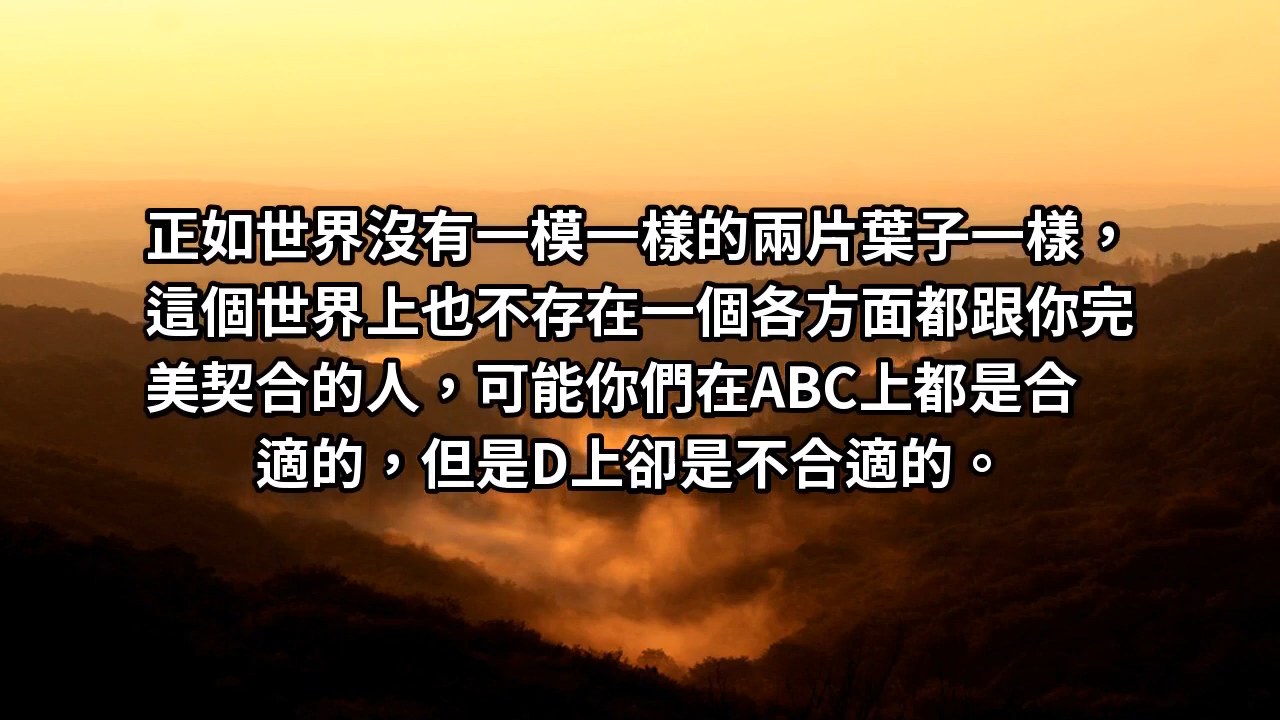 正如世界沒有一模一樣的兩片葉子一樣，
這個世界上也不存在一個各方面都跟你完
美契合的人，可能你們在ABC上都是合
適的，但是D上卻是不合適的。